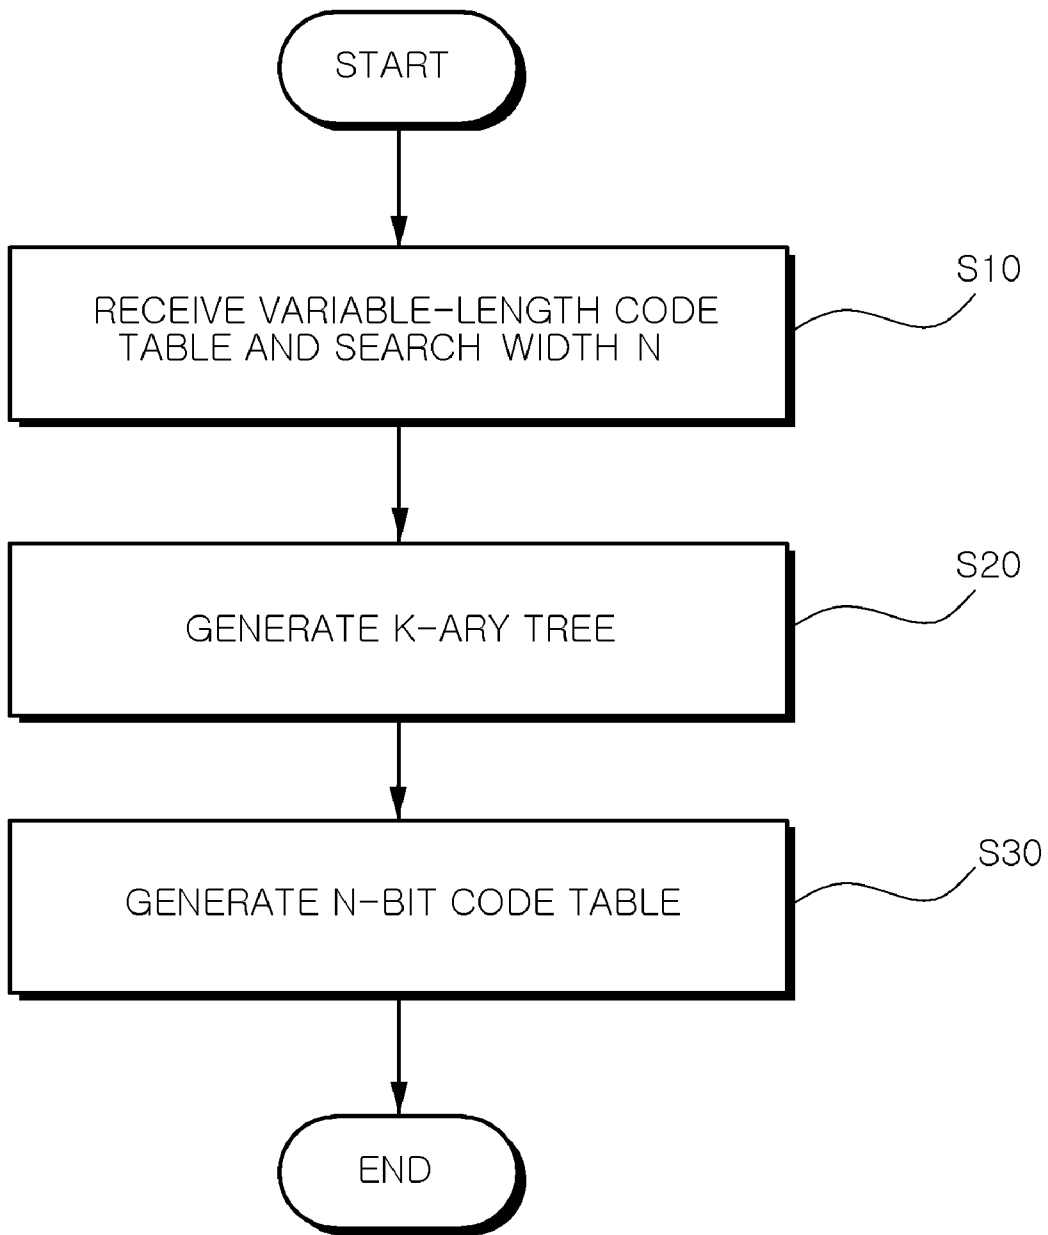 START
RECEIVE VARIABLE-LENGTH CODE
TABLE AND SEARCH WIDTH N
S10
GENERATE K-ARY TREE
S20
GENERATE N-BIT CODE TABLE
S30
END